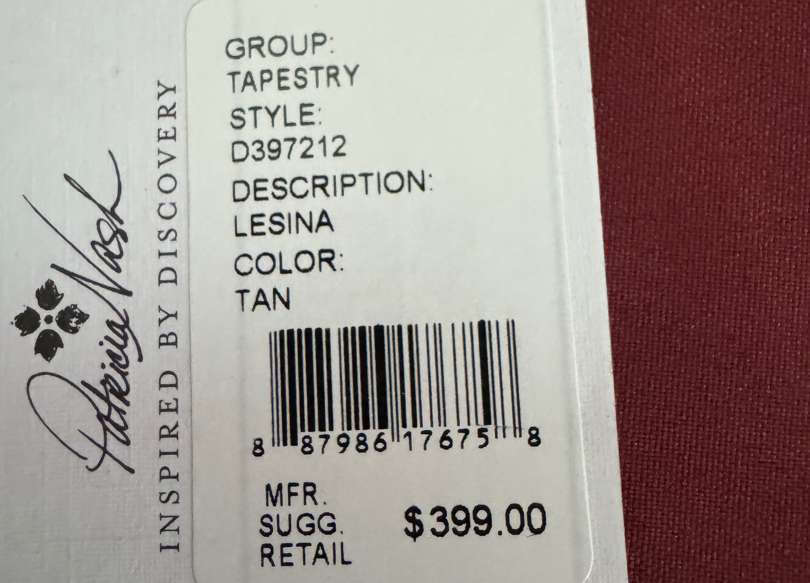 Patricia Nash
INSPIRED BY DISCOVERY
GROUP:
TAPESTRY
STYLE:
D397212
DESCRIPTION:
LESINA
COLOR:
TAN
8 87986 17675 8
MFR.
SUGG. $399.00
RETAIL